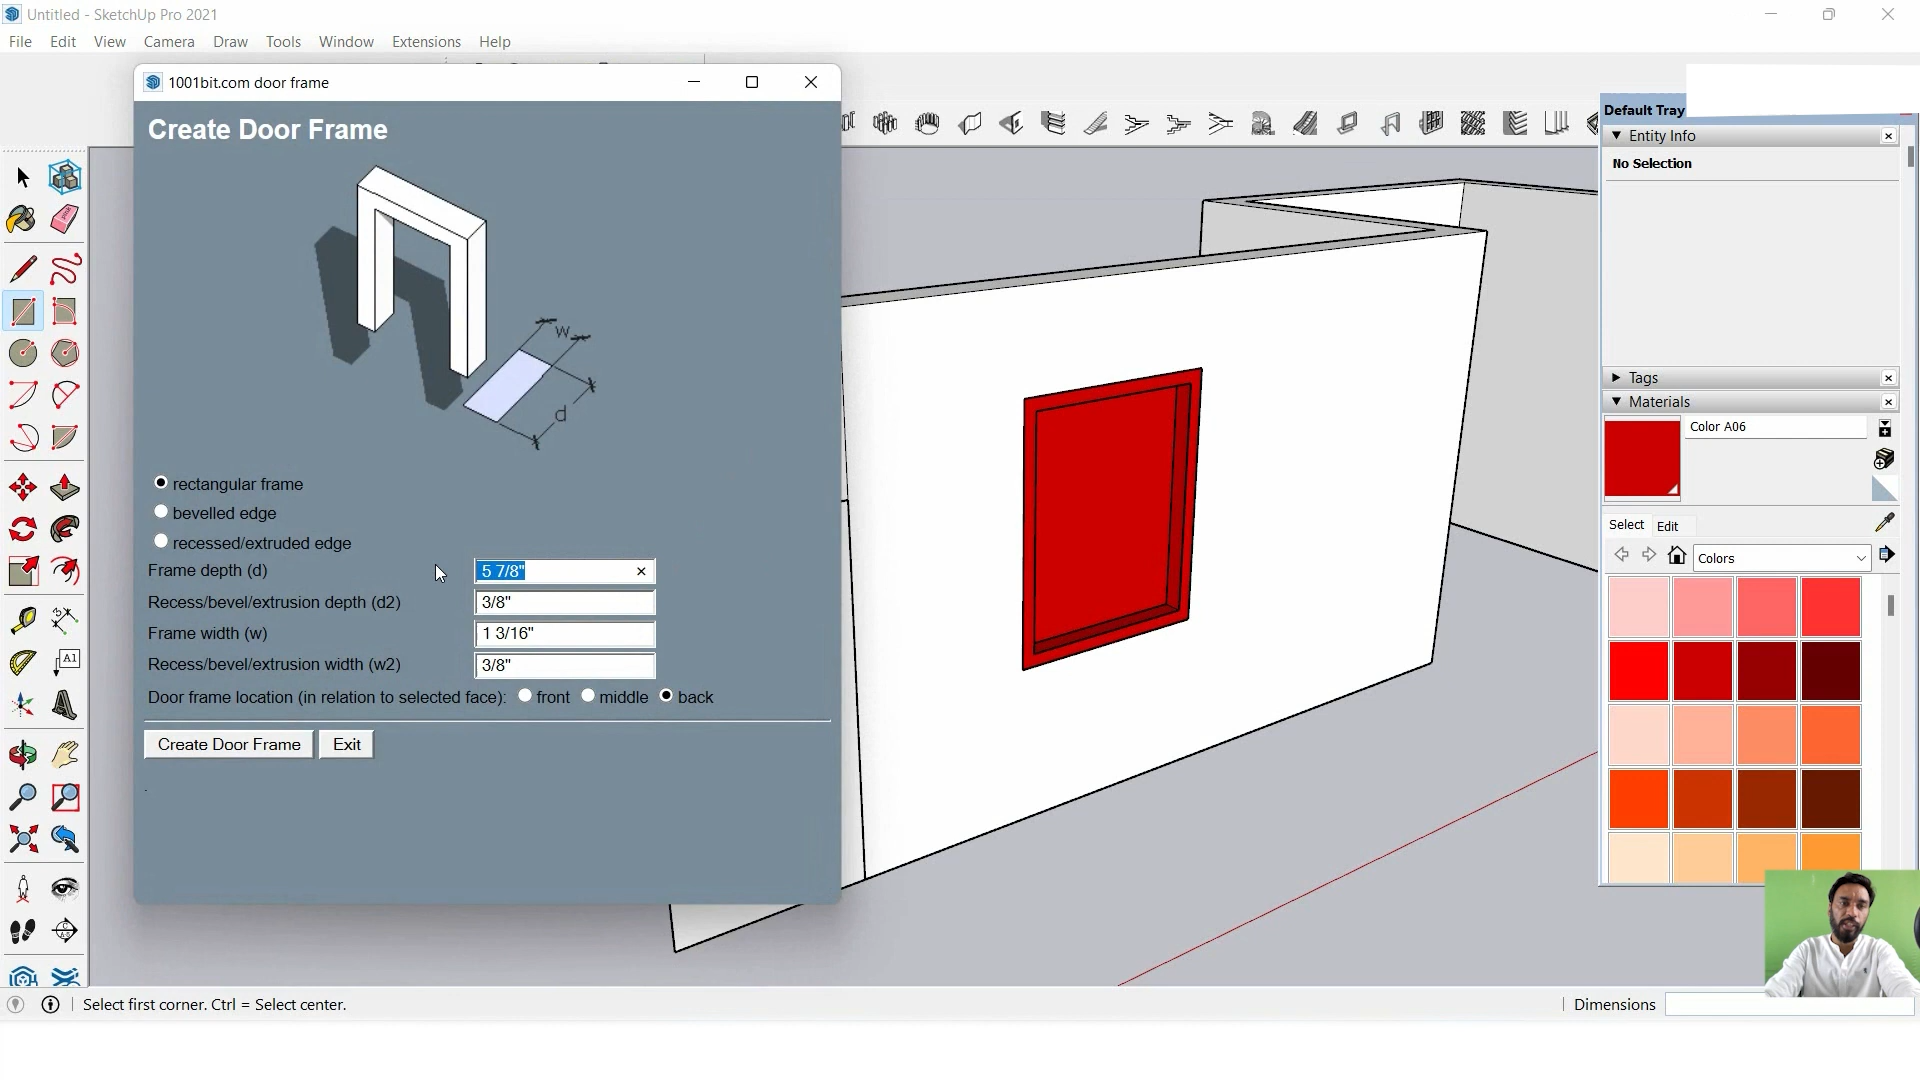 Untitled - SketchUp Pro 2021
File Edit View Camera Draw Tools Window Extensions Help
1001bit.com door frame
Create Door Frame
w
d
rectangular frame
bevelled edge
recessed/extruded edge
Frame depth (d) 5 7/8"
Recess/bevel/extrusion depth (d2) 3/8"
Frame width (w) 1 3/16"
Recess/bevel/extrusion width (w2) 3/8"
Door frame location (in relation to selected face): front middle back
Create Door Frame Exit
.
Default Tray
Entity Info
No Selection
Tags
Materials
Color A06
Select Edit
Colors
A1
Select first corner. Ctrl = Select center.
Dimensions